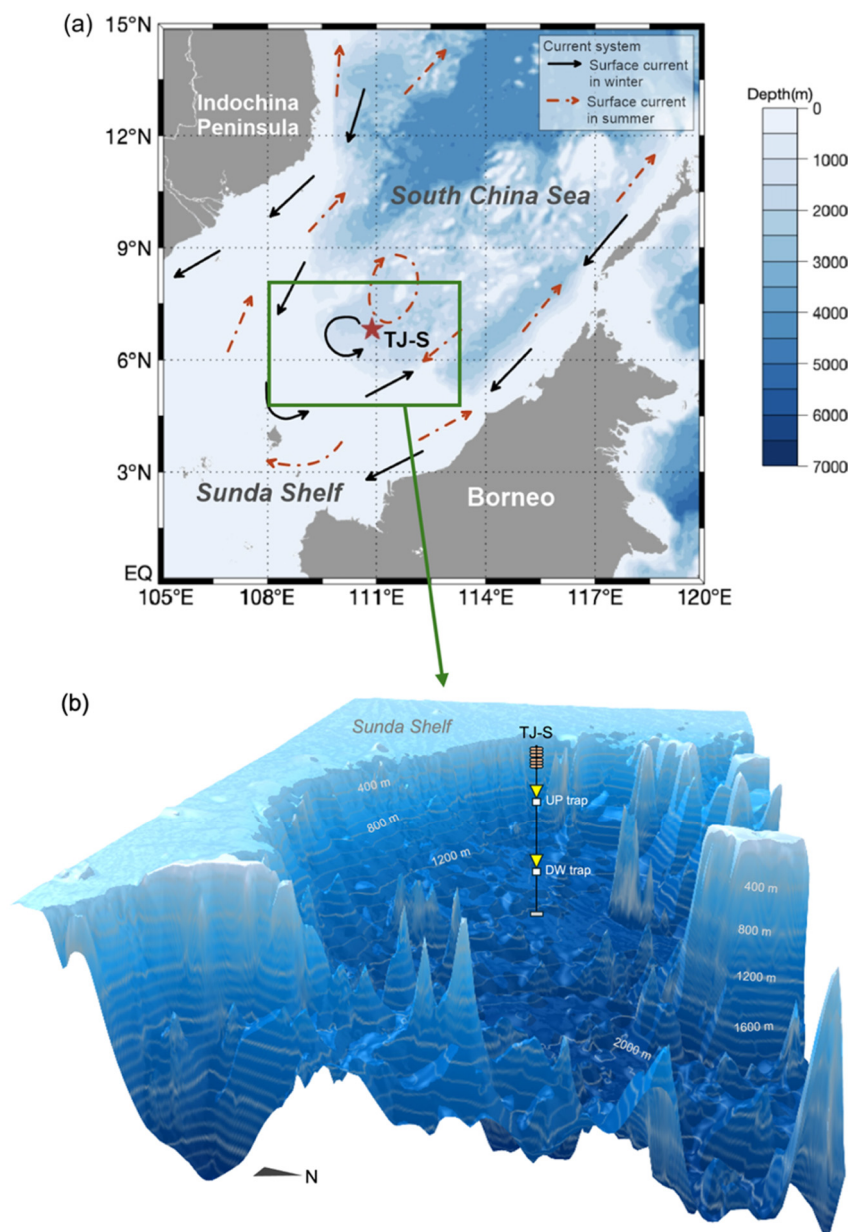 (a)
15°N
12°N
9°N
6°N
3°N
EQ
105°E
108°E
111°E
114°E
117°E
120°E
Indochina
Peninsula
Current system
Surface current
in winter
Surface current
in summer
South China Sea
TJ-S
Sunda Shelf
Borneo
Depth(m)
0
1000
2000
3000
4000
5000
6000
7000
(b)
Sunda Shelf
TJ-S
400 m
UP trap
800 m
1200 m
DW trap
400 m
800 m
1200 m
1600 m
2000 m
N